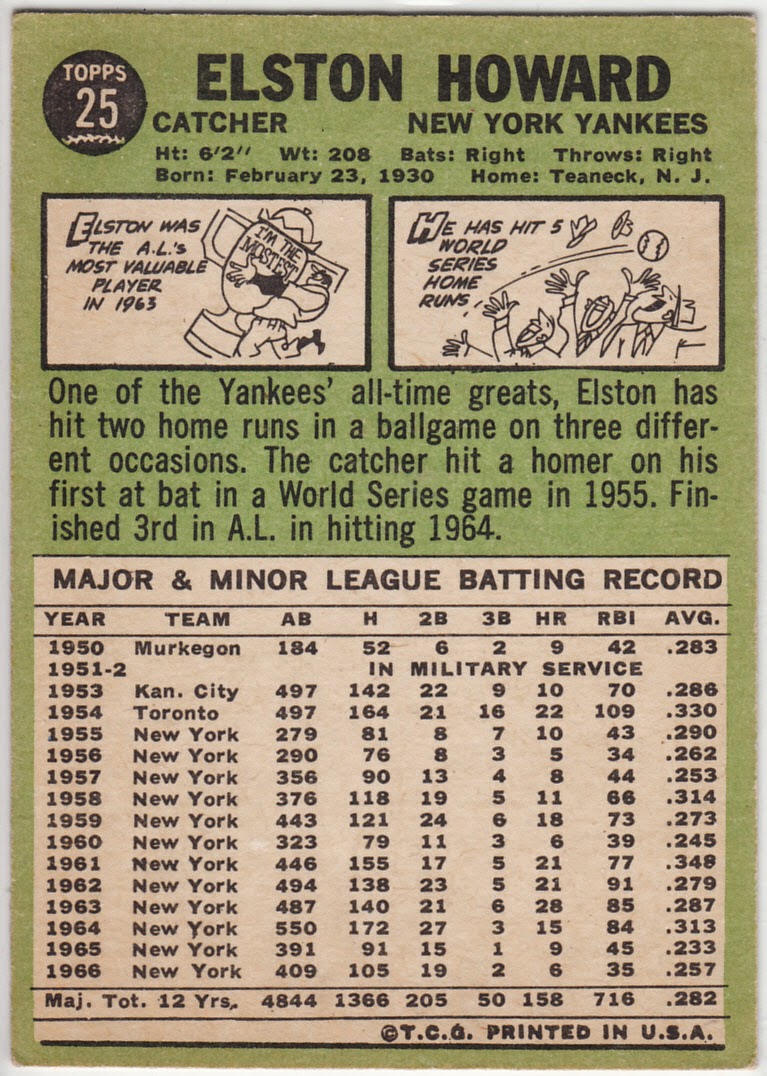 TOPPS
25
ELSTON HOWARD
CATCHER NEW YORK YANKEES
Ht: 6'2" Wt: 208 Bats: Right Throws: Right
Born: February 23, 1930 Home: Teaneck, N. J.
ELSTON WAS
THE A.L.'s
MOST VALUABLE
PLAYER
IN 1963
I'M THE
MOSTEST
HE HAS HIT 5
WORLD
SERIES
HOME
RUNS
One of the Yankees' all-time greats, Elston has
hit two home runs in a ballgame on three differ-
ent occasions. The catcher hit a homer on his
first at bat in a World Series game in 1955. Fin-
ished 3rd in A.L. in hitting 1964.
MAJOR & MINOR LEAGUE BATTING RECORD
YEAR TEAM AB H 2B 3B HR RBI AVG.
1950 Murkegon 184 52 6 2 9 42 .283
1951-2 IN MILITARY SERVICE
1953 Kan. City 497 142 22 9 10 70 .286
1954 Toronto 497 164 21 16 22 109 .330
1955 New York 279 81 8 7 10 43 .290
1956 New York 290 76 8 3 5 34 .262
1957 New York 356 90 13 4 8 44 .253
1958 New York 376 118 19 5 11 66 .314
1959 New York 443 121 24 6 18 73 .273
1960 New York 323 79 11 3 6 39 .245
1961 New York 446 155 17 5 21 77 .348
1962 New York 494 138 23 5 21 91 .279
1963 New York 487 140 21 6 28 85 .287
1964 New York 550 172 27 3 15 84 .313
1965 New York 391 91 15 1 9 45 .233
1966 New York 409 105 19 2 6 35 .257
Maj. Tot. 12 Yrs. 4844 1366 205 50 158 716 .282
©T.C.G. PRINTED IN U.S.A.